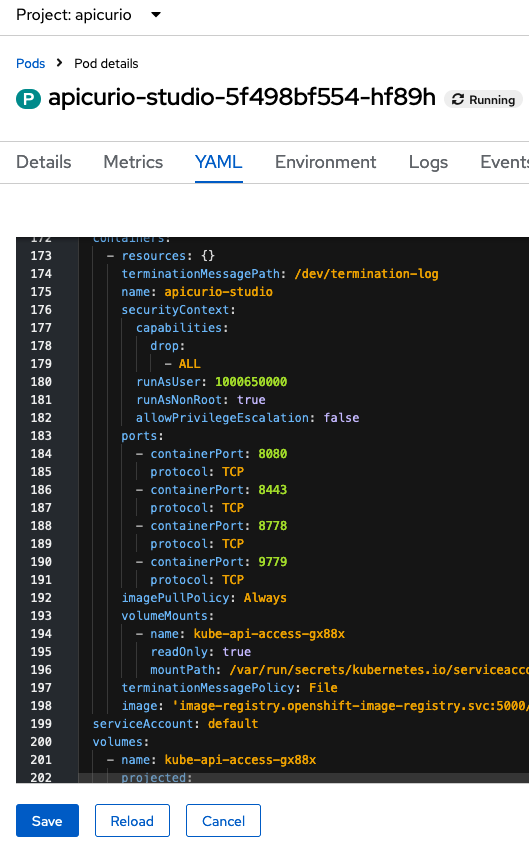 Project: apicurio
Pods > Pod details
P apicurio-studio-5f498bf554-hf89h Running
Details Metrics YAML Environment Logs Events
172 containers:
173 - resources: {}
174 terminationMessagePath: /dev/termination-log
175 name: apicurio-studio
176 securityContext:
177 capabilities:
178 drop:
179 - ALL
180 runAsUser: 1000650000
181 runAsNonRoot: true
182 allowPrivilegeEscalation: false
183 ports:
184 - containerPort: 8080
185 protocol: TCP
186 - containerPort: 8443
187 protocol: TCP
188 - containerPort: 8778
189 protocol: TCP
190 - containerPort: 9779
191 protocol: TCP
192 imagePullPolicy: Always
193 volumeMounts:
194 - name: kube-api-access-gx88x
195 readOnly: true
196 mountPath: /var/run/secrets/kubernetes.io/serviceacco
197 terminationMessagePolicy: File
198 image: 'image-registry.openshift-image-registry.svc:5000/
199 serviceAccount: default
200 volumes:
201 - name: kube-api-access-gx88x
202 projected:
Save Reload Cancel